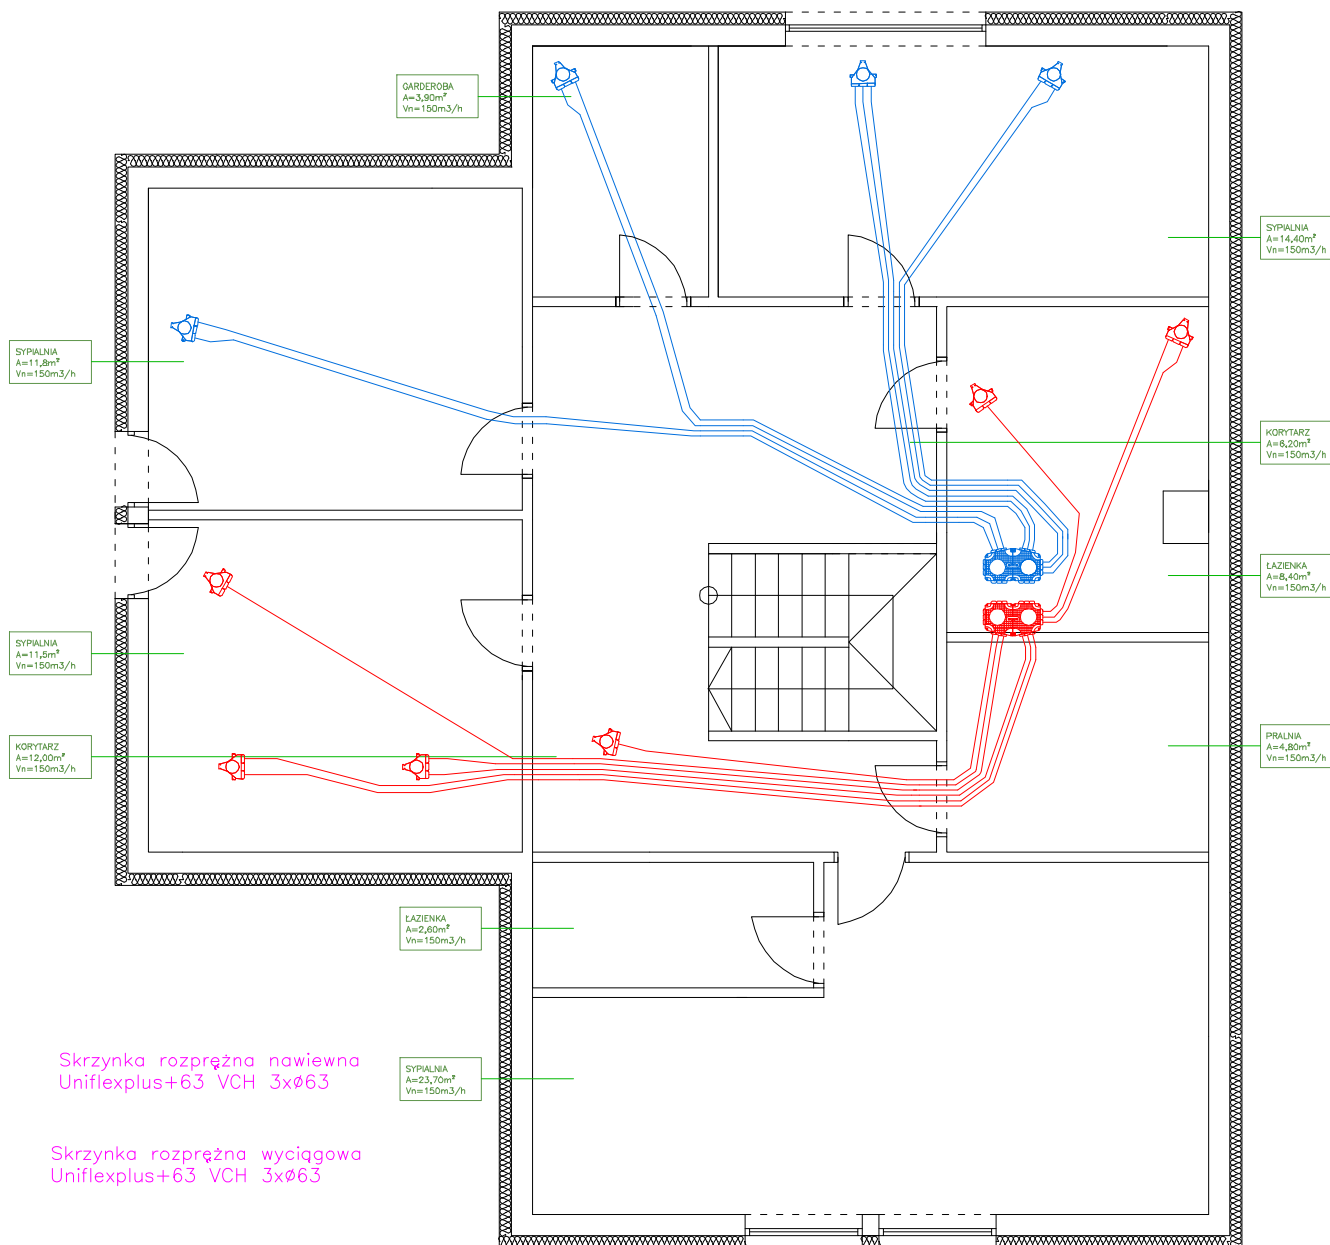 GARDEROBA
A=3,90m²
Vn=150m3/h
SYPIALNIA
A=14,40m²
Vn=150m3/h
SYPIALNIA
A=11,8m²
Vn=150m3/h
KORYTARZ
A=6,20m²
Vn=150m3/h
ŁAZIENKA
A=8,40m²
Vn=150m3/h
SYPIALNIA
A=11,5m²
Vn=150m3/h
KORYTARZ
A=12,00m²
Vn=150m3/h
PRALNIA
A=4,80m²
Vn=150m3/h
ŁAZIENKA
A=2,60m²
Vn=150m3/h
SYPIALNIA
A=23,70m²
Vn=150m3/h
Skrzynka rozprężna nawiewna
Uniflexplus+63 VCH 3xø63
Skrzynka rozprężna wyciągowa
Uniflexplus+63 VCH 3xø63